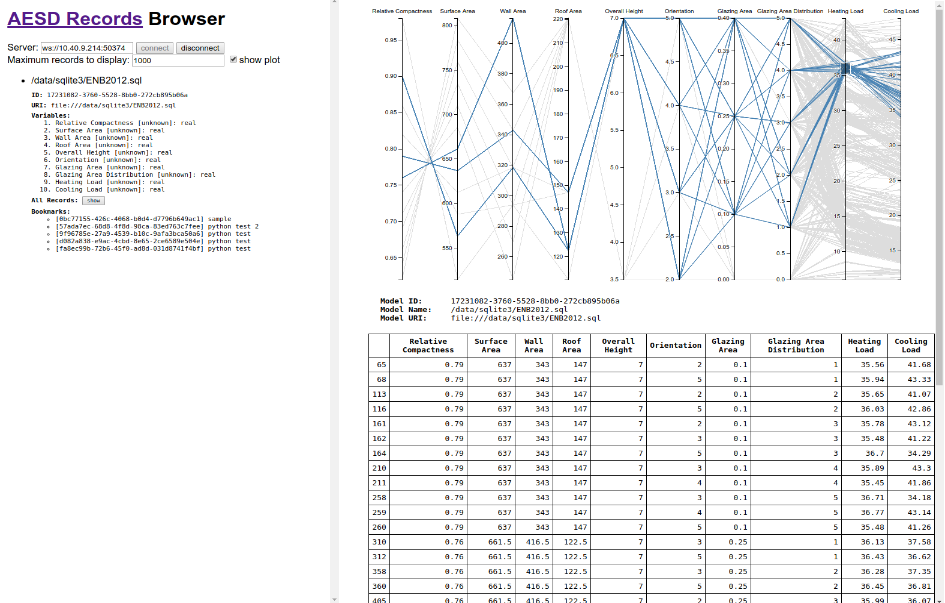 AESD Records Browser
Server: ws://10.40.9.214:50374 connect disconnect
Maximum records to display: 1000 show plot
/data/sqlite3/ENB2012.sql
ID: 17231082-3760-5528-8bb0-272cb895b06a
URI: file:///data/sqlite3/ENB2012.sql
Variables:
1. Relative Compactness [unknown]: real
2. Surface Area [unknown]: real
3. Wall Area [unknown]: real
4. Roof Area [unknown]: real
5. Overall Height [unknown]: real
6. Orientation [unknown]: real
7. Glazing Area [unknown]: real
8. Glazing Area Distribution [unknown]: real
9. Heating Load [unknown]: real
10. Cooling Load [unknown]: real
All Records: show
Bookmarks:
[0bc77155-426c-4068-b0d4-d7796b649ac1] sample
[57ada7ec-68d8-4f8d-90ca-83ed763c7fee] python test 2
[9f96785e-27a9-4539-b10c-9afa3bca50a6] python test
[d082a838-e9ac-4cbd-8e65-2ce6589e504e] python test
[fa8ec99b-72b6-45f0-ad8d-031d8741f4bf] python test
Relative Compactness Surface Area Wall Area Roof Area Overall Height Orientation Glazing Area Glazing Area Distribution Heating Load Cooling Load
0.95 0.90 0.85 0.80 0.75 0.70 0.65
800 750 700 650 600 550
400 380 360 340 320 300 280 260
220 210 200 190 180 170 160 150 140 130 120
7.0 6.5 6.0 5.5 5.0 4.5 4.0 3.5
5.0 4.5 4.0 3.5 3.0 2.5 2.0
0.40 0.35 0.30 0.25 0.20 0.15 0.10 0.05 0.00
5.0 4.5 4.0 3.5 3.0 2.5 2.0 1.5 1.0 0.5 0.0
40 30 25 20 15 10
45 40 35 30 25 20 15
Model ID: 17231082-3760-5528-8bb0-272cb895b06a
Model Name: /data/sqlite3/ENB2012.sql
Model URI: file:///data/sqlite3/ENB2012.sql
Relative Compactness Surface Area Wall Area Roof Area Overall Height Orientation Glazing Area Glazing Area Distribution Heating Load Cooling Load
65 0.79 637 343 147 7 2 0.1 1 35.56 41.68
68 0.79 637 343 147 7 5 0.1 1 35.94 43.33
113 0.79 637 343 147 7 2 0.1 2 35.65 41.07
116 0.79 637 343 147 7 5 0.1 2 36.03 42.86
161 0.79 637 343 147 7 2 0.1 3 35.78 43.12
162 0.79 637 343 147 7 3 0.1 3 35.48 41.22
164 0.79 637 343 147 7 5 0.1 3 36.7 34.29
210 0.79 637 343 147 7 3 0.1 4 35.89 43.3
211 0.79 637 343 147 7 4 0.1 4 35.45 41.86
258 0.79 637 343 147 7 3 0.1 5 36.71 34.18
259 0.79 637 343 147 7 4 0.1 5 36.77 43.14
260 0.79 637 343 147 7 5 0.1 5 35.48 41.26
310 0.76 661.5 416.5 122.5 7 3 0.25 1 36.13 37.58
312 0.76 661.5 416.5 122.5 7 5 0.25 1 36.43 36.62
358 0.76 661.5 416.5 122.5 7 3 0.25 2 36.28 37.35
360 0.76 661.5 416.5 122.5 7 5 0.25 2 36.45 36.81
405 0.76 661.5 416.5 122.5 7 2 0.25 3 35.99 36.07